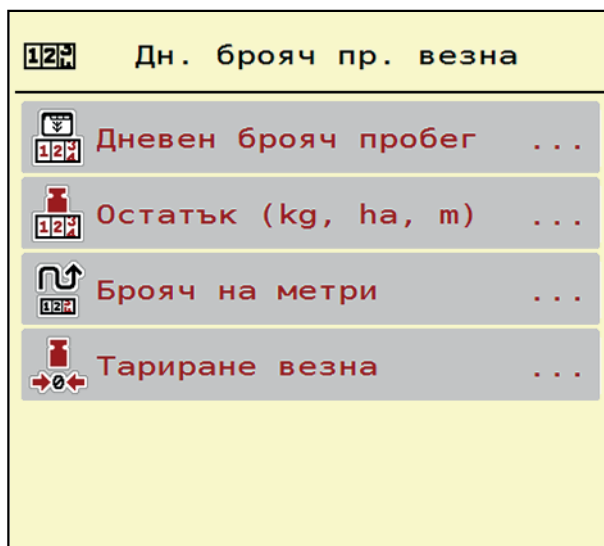 Дн. брояч пр. везна
Дневен брояч пробег ...
Остатък (kg, ha, m) ...
Брояч на метри ...
Тариране везна ...